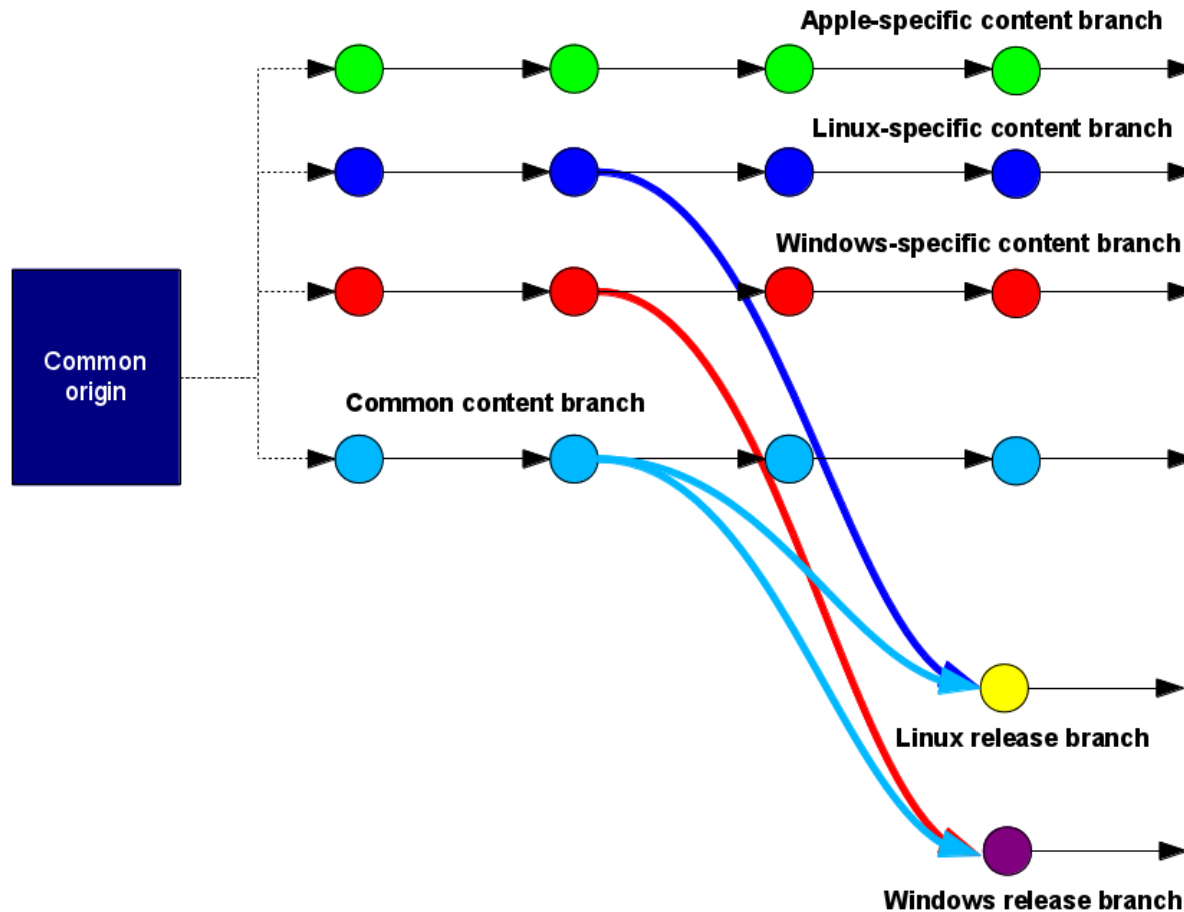 Apple-specific content branch
Linux-specific content branch
Windows-specific content branch
Common
origin
Common content branch
Linux release branch
Windows release branch